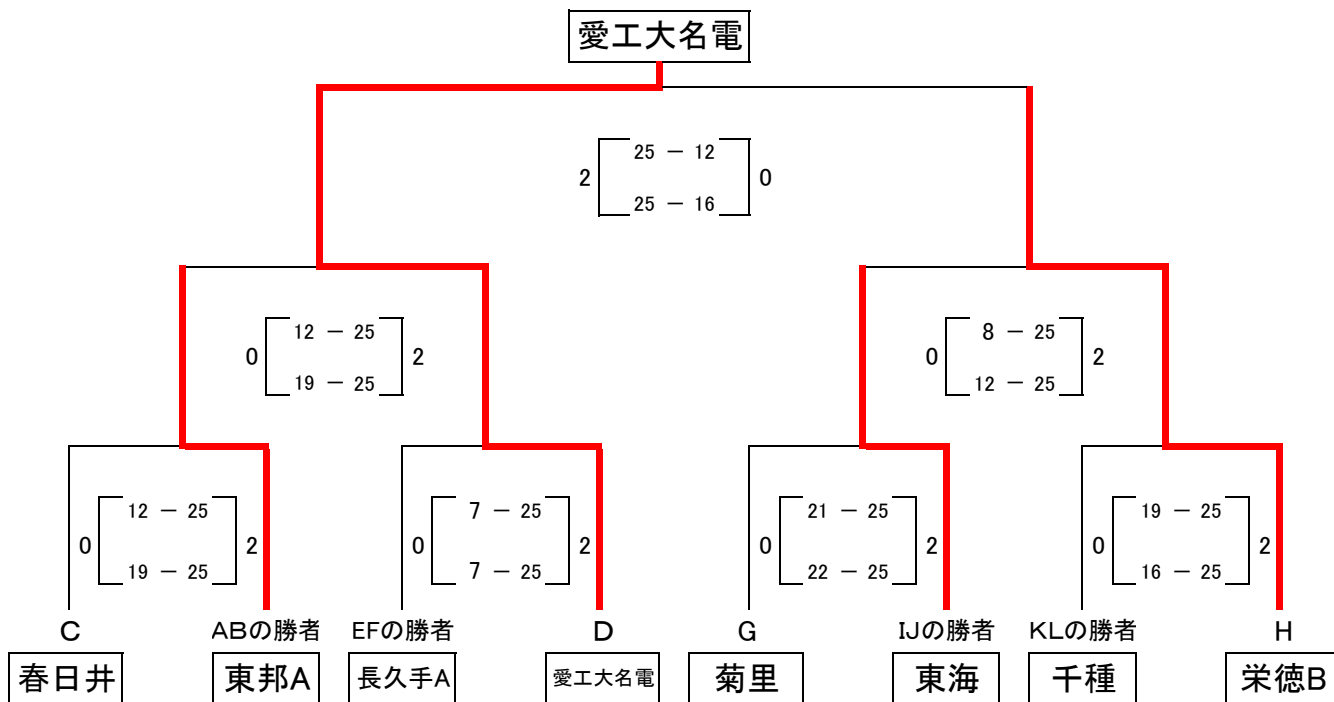 愛工大名電
25 － 12
2 0
25 － 16
12 － 25 8 － 25
0 2 0 2
19 － 25 12 － 25
12 － 25 7 － 25 21 － 25 19 － 25
0 2 0 2 0 2 0 2
19 － 25 7 － 25 22 － 25 16 － 25
C ABの勝者 EFの勝者 D G IJの勝者 KLの勝者 H
春日井 東邦A 長久手A 愛工大名電 菊里 東海 千種 栄徳B